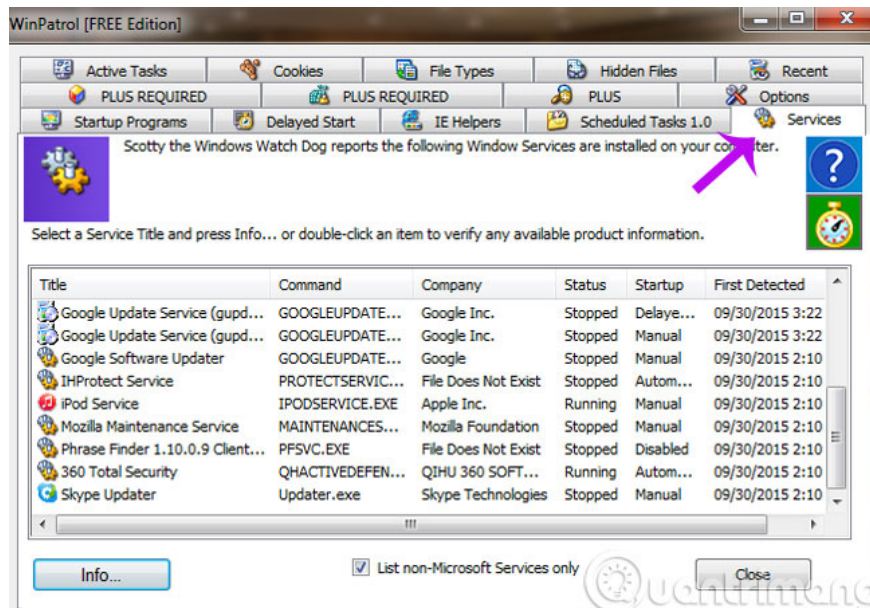 WinPatrol [FREE Edition]
Active Tasks Cookies File Types Hidden Files Recent
PLUS REQUIRED PLUS REQUIRED PLUS Options
Startup Programs Delayed Start IE Helpers Scheduled Tasks 1.0 Services
Scotty the Windows Watch Dog reports the following Window Services are installed on your computer.
Select a Service Title and press Info... or double-click an item to verify any available product information.
Title Command Company Status Startup First Detected
Google Update Service (gupd... GOOGLEUPDATE... Google Inc. Stopped Delaye... 09/30/2015 3:22
Google Update Service (gupd... GOOGLEUPDATE... Google Inc. Stopped Manual 09/30/2015 3:22
Google Software Updater GOOGLEUPDATE... Google Stopped Manual 09/30/2015 2:10
IHProtect Service PROTECTSERVIC... File Does Not Exist Stopped Autom... 09/30/2015 2:10
iPod Service IPODSERVICE.EXE Apple Inc. Running Manual 09/30/2015 2:10
Mozilla Maintenance Service MAINTENANCES... Mozilla Foundation Stopped Manual 09/30/2015 2:10
Phrase Finder 1.10.0.9 Client... PFSVC.EXE File Does Not Exist Stopped Disabled 09/30/2015 2:10
360 Total Security QHACTIVEDEFEN... QIHU 360 SOFT... Running Autom... 09/30/2015 2:10
Skype Updater Updater.exe Skype Technologies Stopped Manual 09/30/2015 2:10
Info... List non-Microsoft Services only Close
Quantrimang